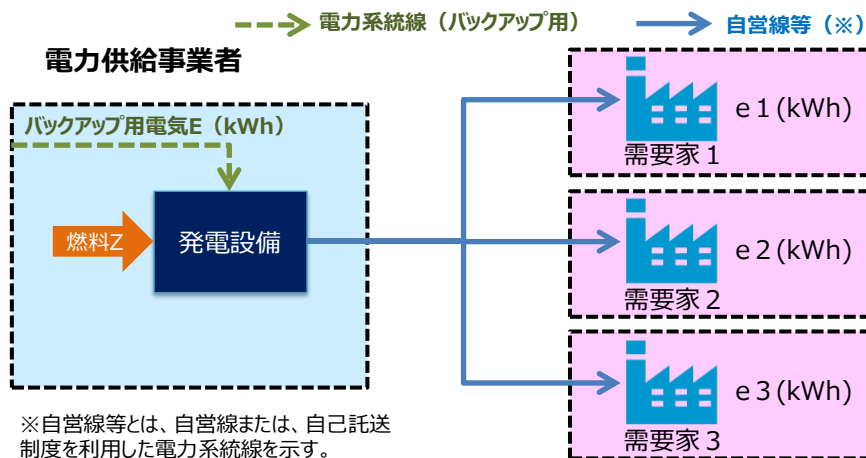 電力系統線（バックアップ用）
自営線等（※）
電力供給事業者
バックアップ用電気E（kWh）
燃料Z
発電設備
e１(kWh)
需要家１
e２(kWh)
需要家２
e３(kWh)
需要家３
※自営線等とは、自営線または、自己託送
制度を利用した電力系統線を示す。